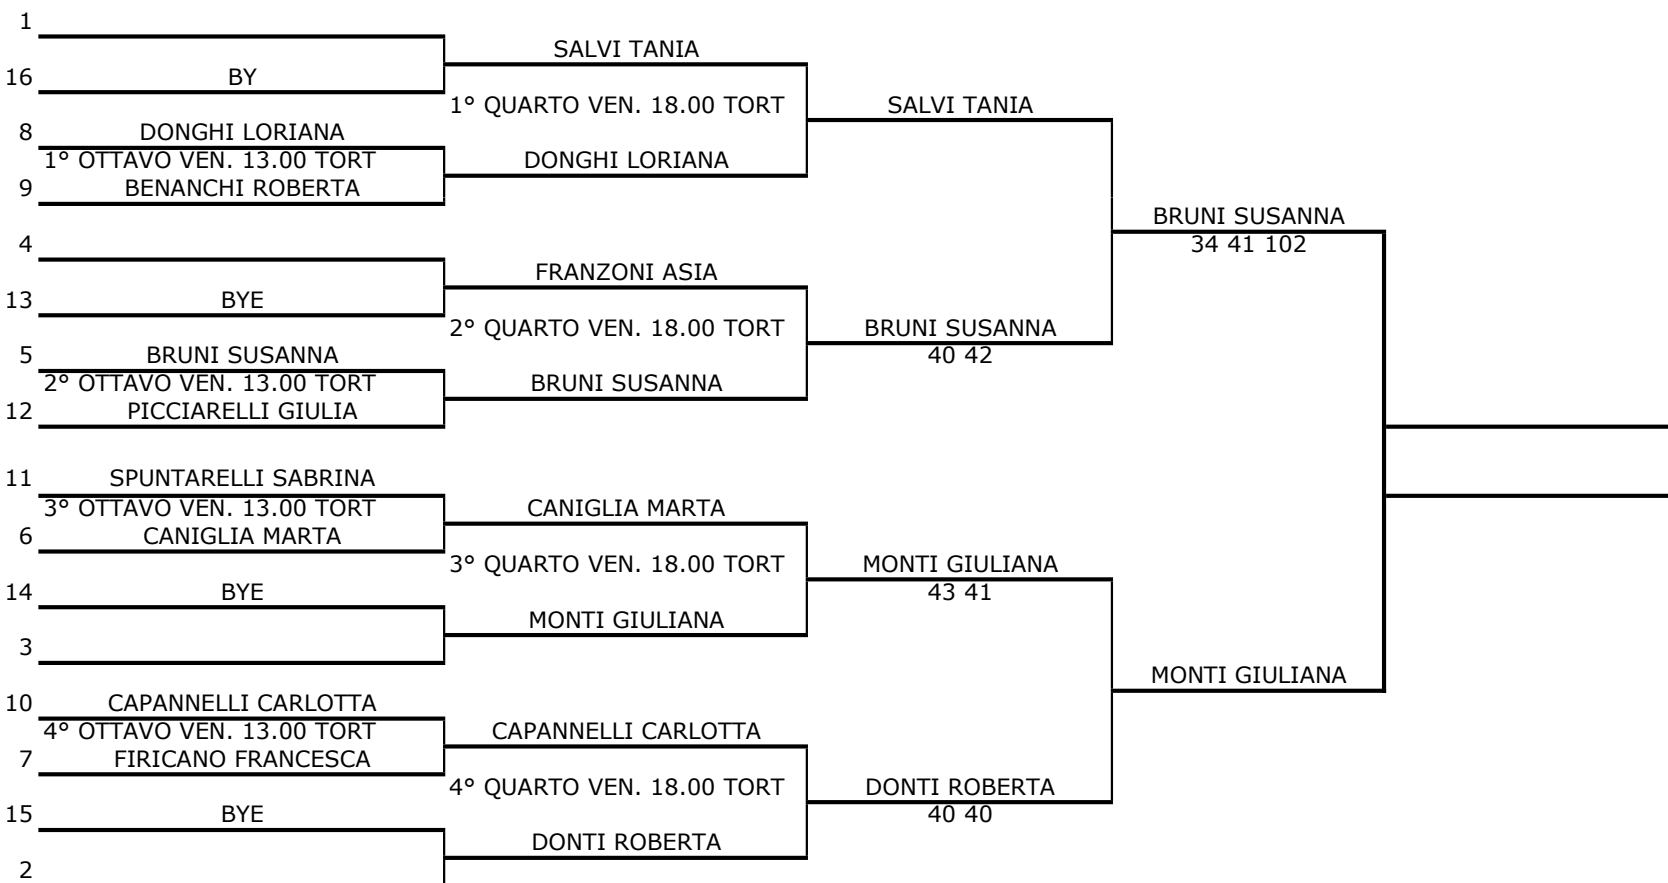 1
SALVI TANIA
16 BY
1° QUARTO VEN. 18.00 TORT SALVI TANIA
8 DONGHI LORIANA
1° OTTAVO VEN. 13.00 TORT DONGHI LORIANA
9 BENANCHI ROBERTA
BRUNI SUSANNA
4 34 41 102
FRANZONI ASIA
13 BYE
2° QUARTO VEN. 18.00 TORT BRUNI SUSANNA
5 BRUNI SUSANNA 40 42
2° OTTAVO VEN. 13.00 TORT BRUNI SUSANNA
12 PICCIARELLI GIULIA
11 SPUNTARELLI SABRINA
3° OTTAVO VEN. 13.00 TORT CANIGLIA MARTA
6 CANIGLIA MARTA
3° QUARTO VEN. 18.00 TORT MONTI GIULIANA
14 BYE 43 41
MONTI GIULIANA
3
MONTI GIULIANA
10 CAPANNELLI CARLOTTA
4° OTTAVO VEN. 13.00 TORT CAPANNELLI CARLOTTA
7 FIRICANO FRANCESCA
4° QUARTO VEN. 18.00 TORT DONTI ROBERTA
15 BYE 40 40
DONTI ROBERTA
2